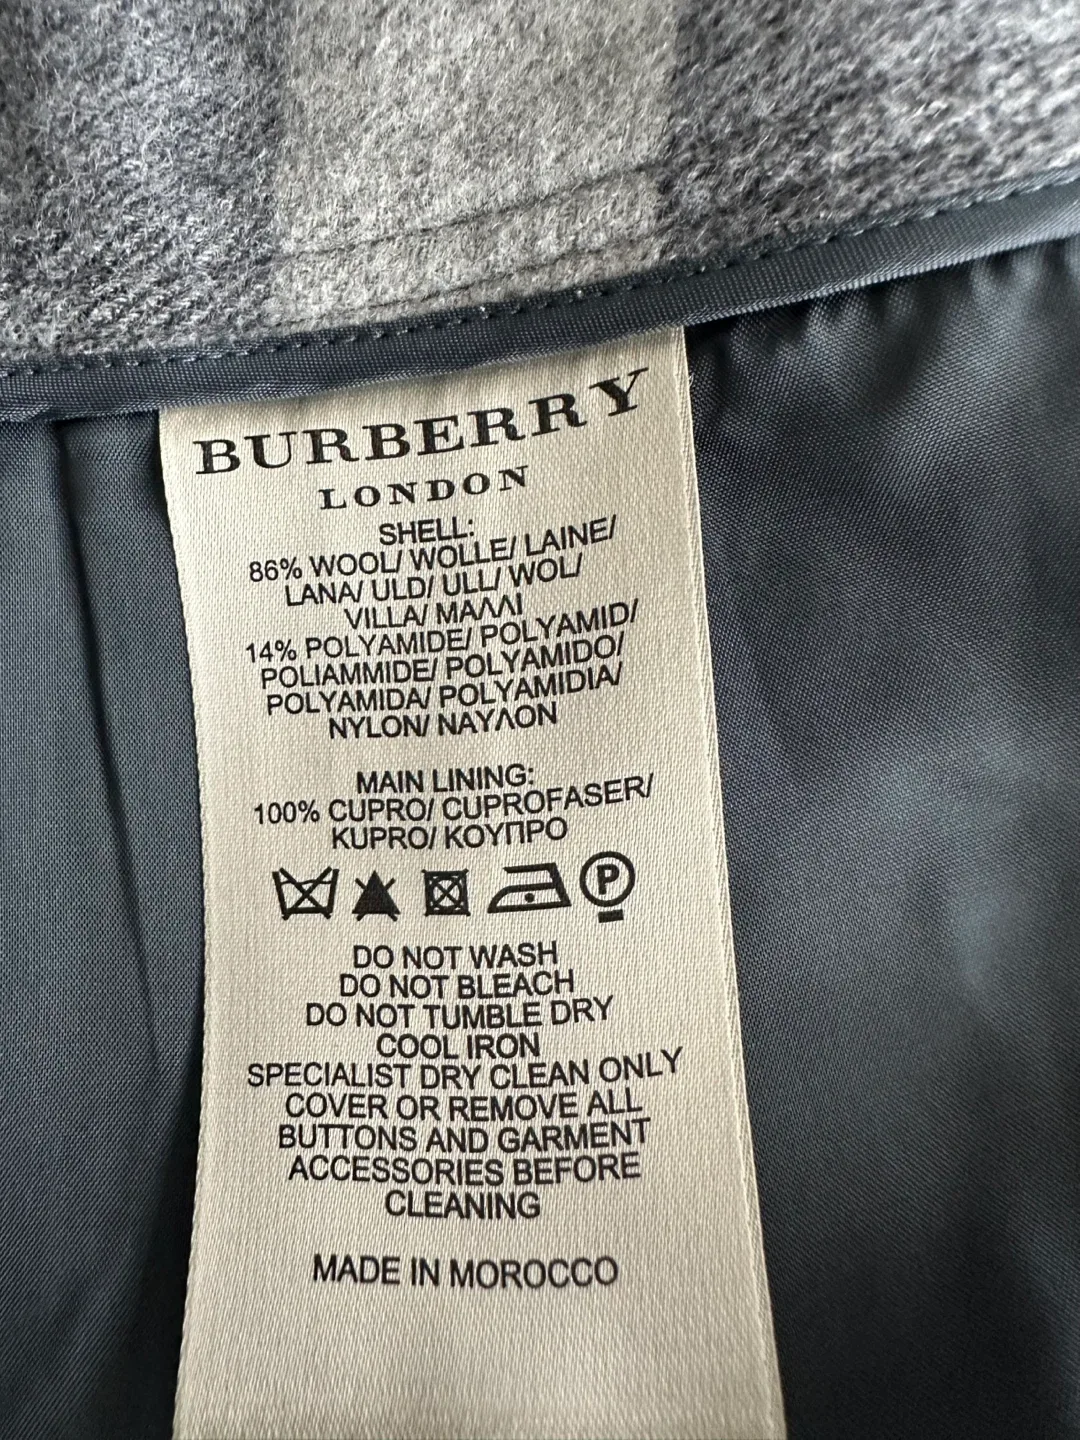 BURBERRY
LONDON
SHELL:
86% WOOL/ WOLLE/ LAINE/
LANA/ ULD/ ULL/ WOL/
VILLA/ ΜΑΛΛΙ
14% POLYAMIDE/ POLYAMID/
POLIAMMIDE/ POLYAMIDO/
POLYAMIDA/ POLYAMIDIA/
NYLON/ ΝΑΥΛΟΝ
MAIN LINING:
100% CUPRO/ CUPROFASER/
KUPRO/ ΚΟΥΠΡΟ
P
DO NOT WASH
DO NOT BLEACH
DO NOT TUMBLE DRY
COOL IRON
SPECIALIST DRY CLEAN ONLY
COVER OR REMOVE ALL
BUTTONS AND GARMENT
ACCESSORIES BEFORE
CLEANING
MADE IN MOROCCO